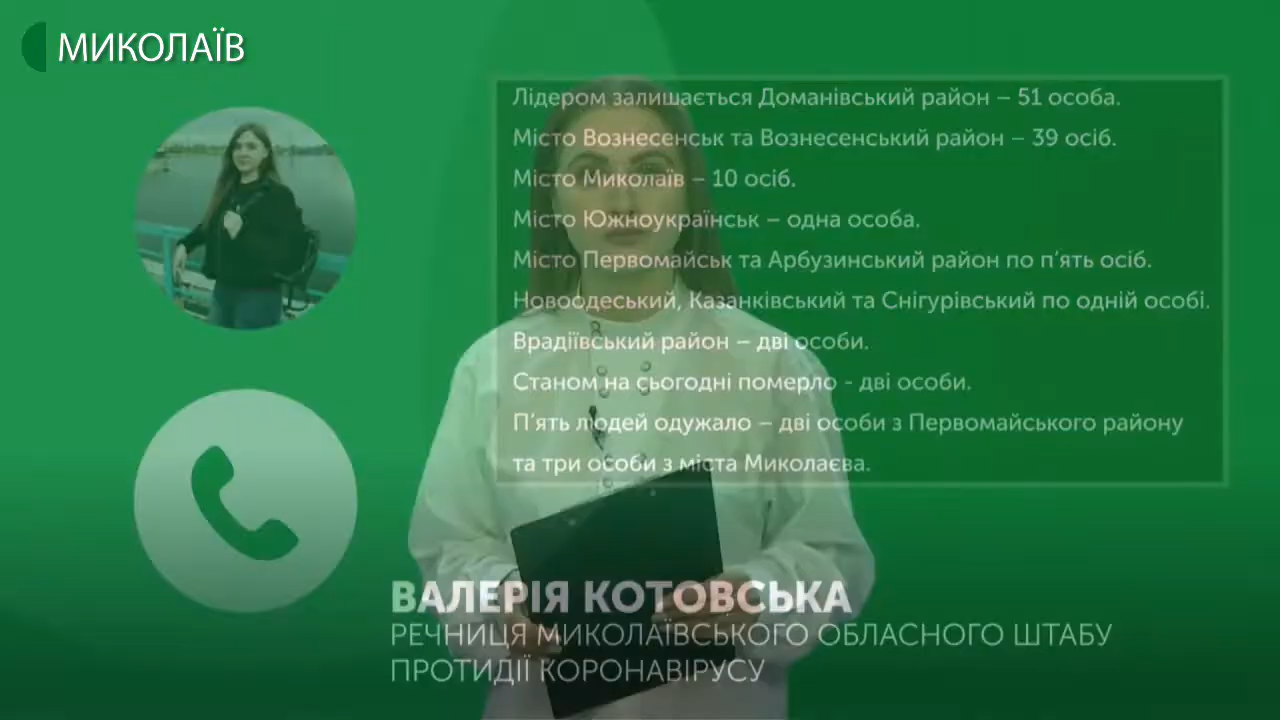 МИКОЛАЇВ
Лідером залишається Доманівський район – 51 особа.
Місто Вознесенськ та Вознесенський район – 39 осіб.
Місто Миколаїв – 10 осіб.
Місто Южноукраїнськ – одна особа.
Місто Первомайськ та Арбузинський район по п'ять осіб.
Новоодеський, Казанківський та Снігурівський по одній особі.
Врадіївський район – дві особи.
Станом на сьогодні померло - дві особи.
П'ять людей одужало – дві особи з Первомайського району
та три особи з міста Миколаєва.
ВАЛЕРІЯ КОТОВСЬКА
РЕЧНИЦЯ МИКОЛАЇВСЬКОГО ОБЛАСНОГО ШТАБУ
ПРОТИДІЇ КОРОНАВІРУСУ